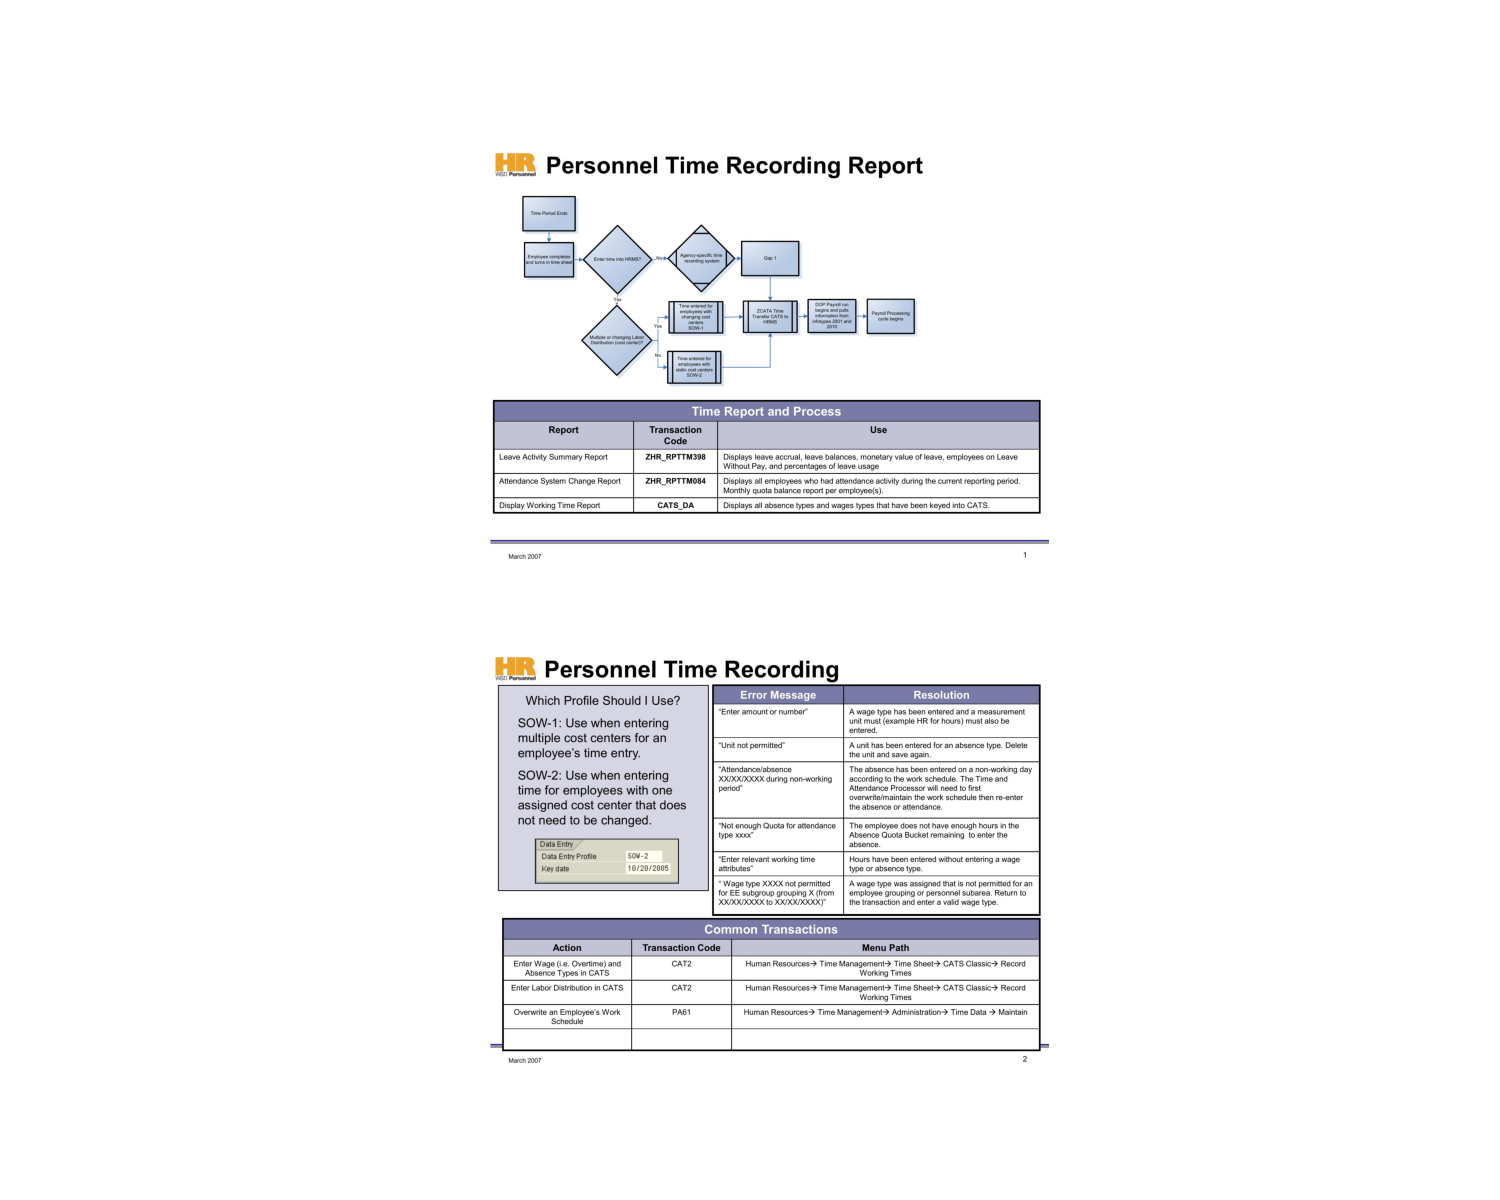 HR
WSD Personnel
Personnel Time Recording Report
Time Period Ends
Employee completes
and turns in time sheet
Enter time into HRMS?
No
Agency-specific time
recording system
Gap 1
Yes
Multiple or changing Labor
Distribution (cost center)?
Yes
No
Time entered for
employees with
changing cost
centers
SOW-1
Time entered for
employees with
static cost centers
SOW-2
ZCATA Time
Transfer CATS to
HRMS
DOP Payroll run
begins and pulls
information from
infotypes 2001 and
2010
Payroll Processing
cycle begins
Time Report and Process
Report
Transaction
Code
Use
Leave Activity Summary Report
ZHR_RPTTM398
Displays leave accrual, leave balances, monetary value of leave, employees on Leave
Without Pay, and percentages of leave usage
Attendance System Change Report
ZHR_RPTTM084
Displays all employees who had attendance activity during the current reporting period.
Monthly quota balance report per employee(s).
Display Working Time Report
CATS_DA
Displays all absence types and wages types that have been keyed into CATS.
March 2007
1
HR
WSD Personnel
Personnel Time Recording
Which Profile Should I Use?
SOW-1: Use when entering
multiple cost centers for an
employee's time entry.
SOW-2: Use when entering
time for employees with one
assigned cost center that does
not need to be changed.
Data Entry
Data Entry Profile
SOW-2
Key date
10/20/2005
Error Message
Resolution
"Enter amount or number"
A wage type has been entered and a measurement
unit must (example HR for hours) must also be
entered.
"Unit not permitted"
A unit has been entered for an absence type. Delete
the unit and save again.
"Attendance/absence
XX/XX/XXXX during non-working
period"
The absence has been entered on a non-working day
according to the work schedule. The Time and
Attendance Processor will need to first
overwrite/maintain the work schedule then re-enter
the absence or attendance.
"Not enough Quota for attendance
type xxxx"
The employee does not have enough hours in the
Absence Quota Bucket remaining to enter the
absence.
"Enter relevant working time
attributes"
Hours have been entered without entering a wage
type or absence type.
" Wage type XXXX not permitted
for EE subgroup grouping X (from
XX/XX/XXXX to XX/XX/XXXX)"
A wage type was assigned that is not permitted for an
employee grouping or personnel subarea. Return to
the transaction and enter a valid wage type.
Common Transactions
Action
Transaction Code
Menu Path
Enter Wage (i.e. Overtime) and
Absence Types in CATS
CAT2
Human Resources→ Time Management→ Time Sheet→ CATS Classic→ Record
Working Times
Enter Labor Distribution in CATS
CAT2
Human Resources→ Time Management→ Time Sheet→ CATS Classic→ Record
Working Times
Overwrite an Employee's Work
Schedule
PA61
Human Resources→ Time Management→ Administration→ Time Data → Maintain
March 2007
2